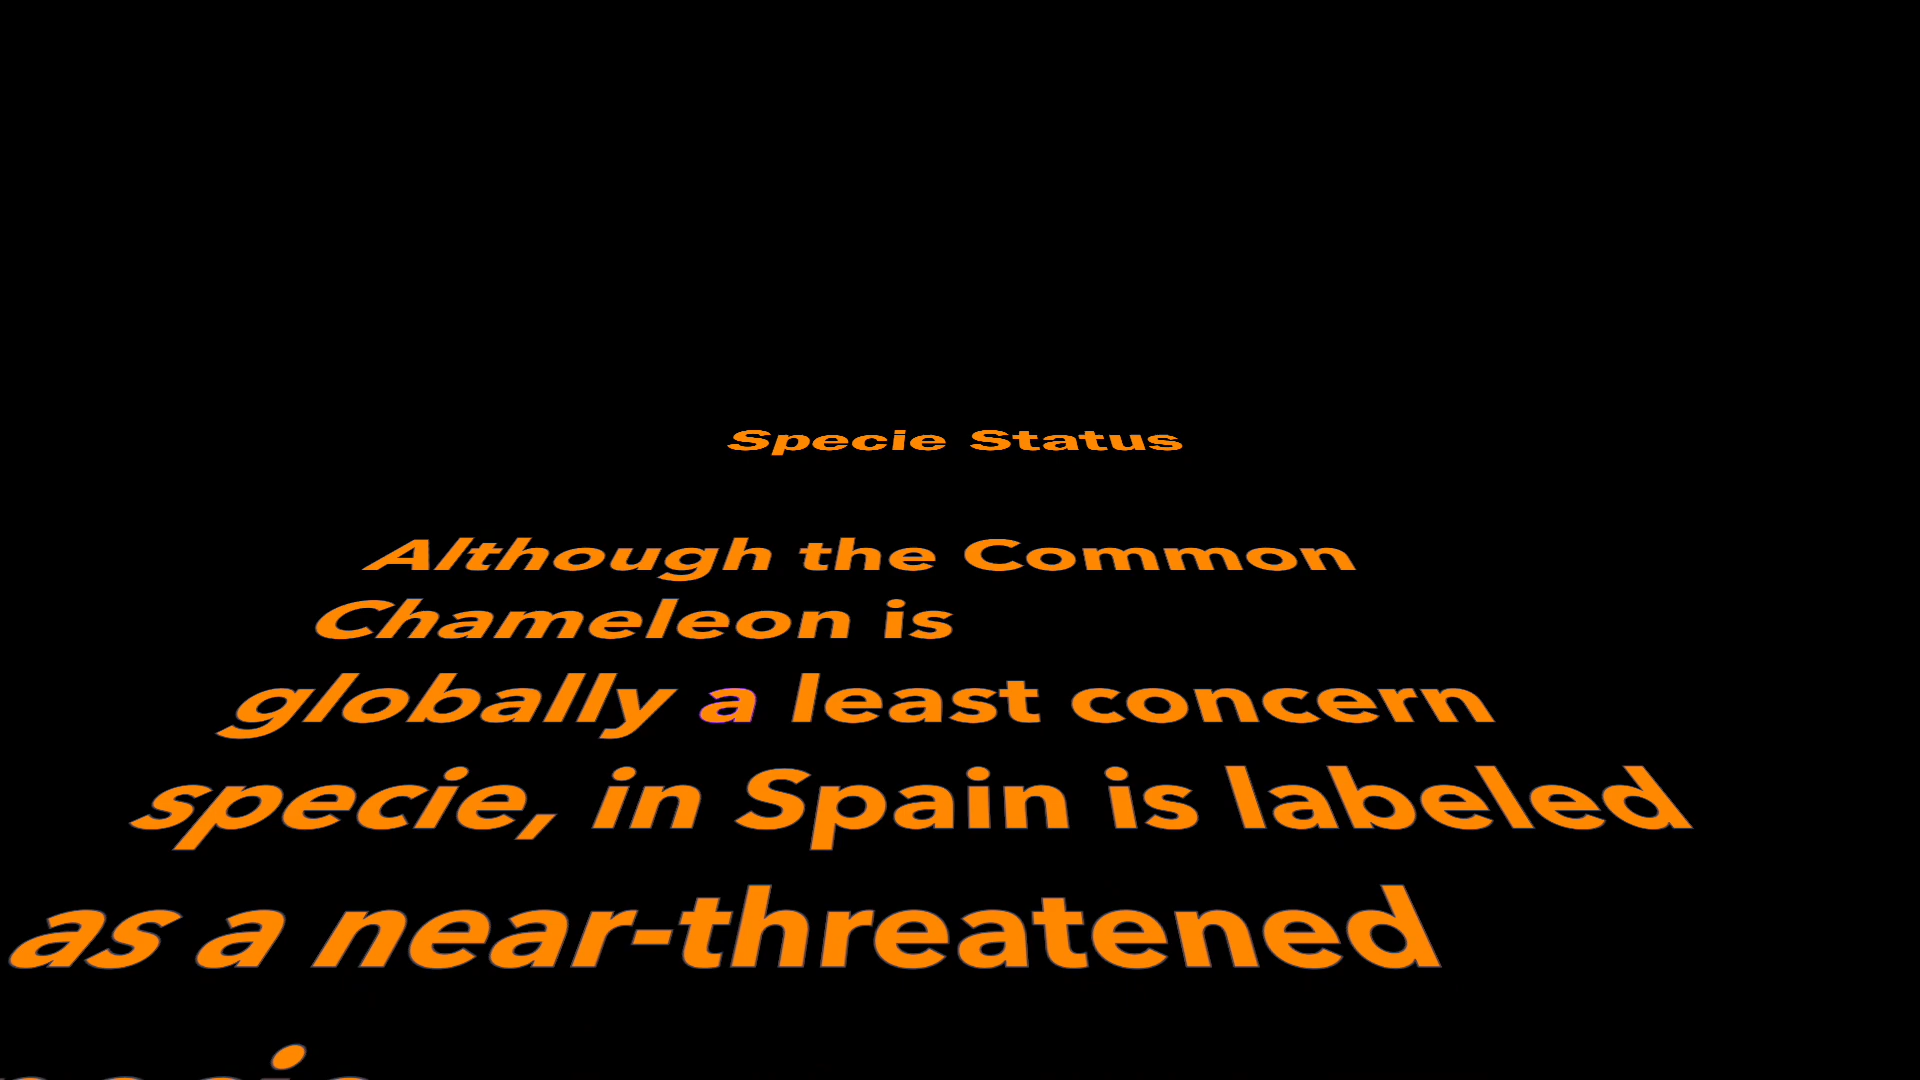 Specie Status
Although the Common
Chameleon is
globally a least concern
specie, in Spain is labeled
as a near-threatened